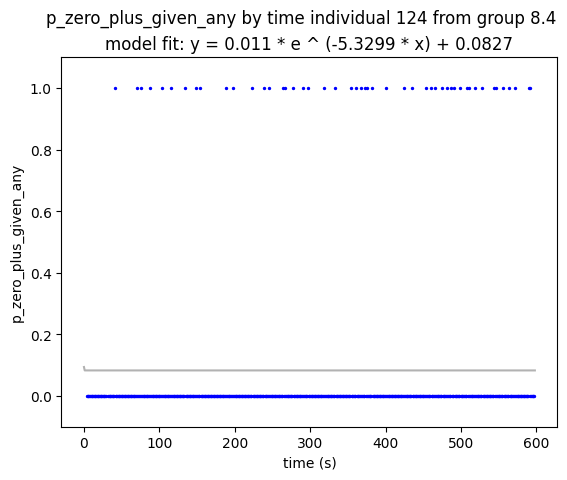 p_zero_plus_given_any by time individual 124 from group 8.4
model fit: y = 0.011 * e ^ (-5.3299 * x) + 0.0827
1.0
0.8
0.6
0.4
0.2
0.0
p_zero_plus_given_any
0 100 200 300 400 500 600
time (s)